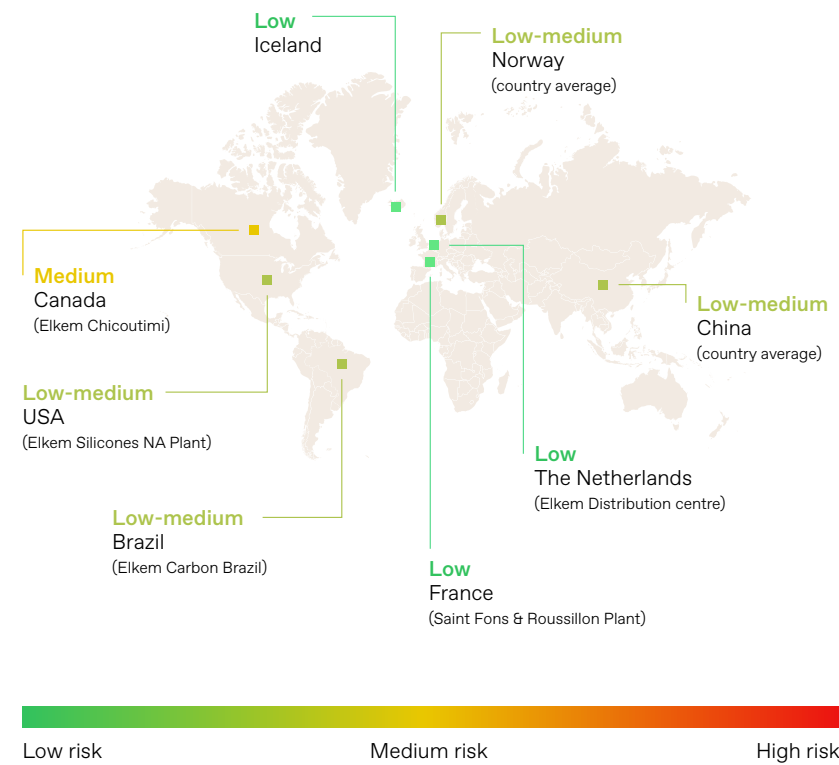 Low
Iceland
Low-medium
Norway
(country average)
Medium
Canada
(Elkem Chicoutimi)
Low-medium
China
(country average)
Low-medium
USA
(Elkem Silicones NA Plant)
Low
The Netherlands
(Elkem Distribution centre)
Low-medium
Brazil
(Elkem Carbon Brazil)
Low
France
(Saint Fons & Roussillon Plant)
Low risk
Medium risk
High risk